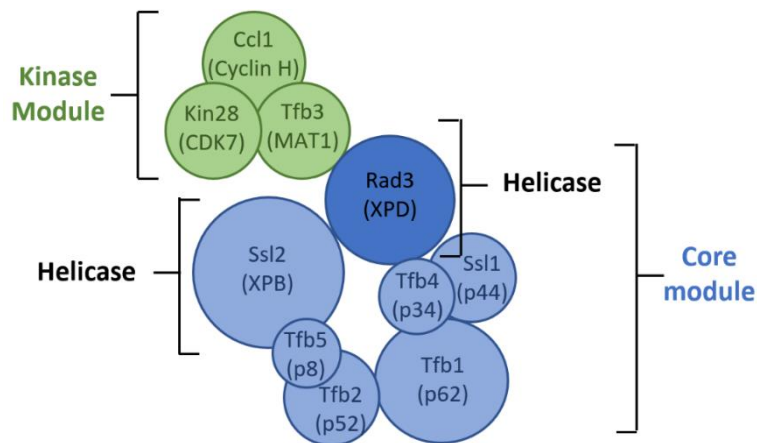 Ccl1
(Cyclin H)
Kinase
Module
Kin28
(CDK7)
Tfb3
(MAT1)
Rad3
(XPD)
Helicase
Helicase
Ssl2
(XPB)
Tfb4
(p34)
Ssl1
(p44)
Core
module
Tfb5
(p8)
Tfb2
(p52)
Tfb1
(p62)